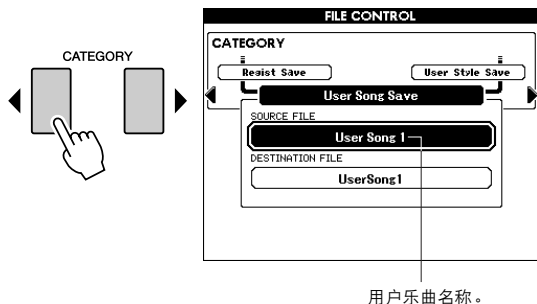 FILE CONTROL
CATEGORY
CATEGORY
Regist Save
User Style Save
User Song Save
SOURCE FILE
User Song 1
DESTINATION FILE
UserSong1
用户乐曲名称。